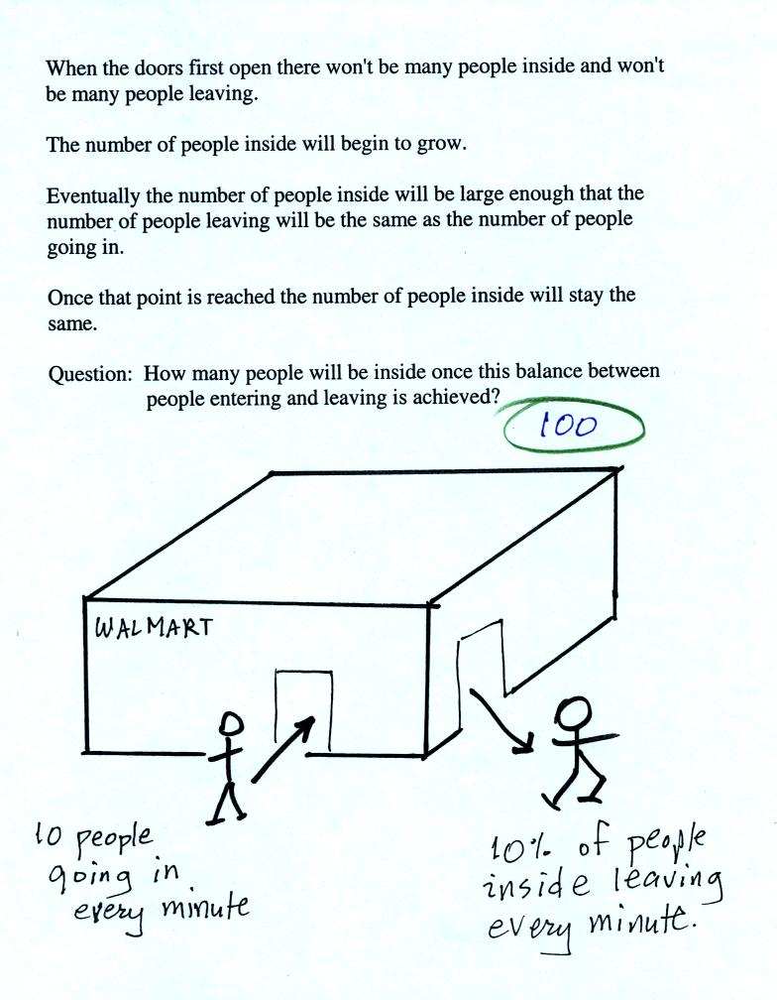 When the doors first open there won't be many people inside and won't
be many people leaving.
The number of people inside will begin to grow.
Eventually the number of people inside will be large enough that the
number of people leaving will be the same as the number of people
going in.
Once that point is reached the number of people inside will stay the
same.
Question: How many people will be inside once this balance between
people entering and leaving is achieved?
100
WALMART
10 people
going in
every minute
10% of people
inside leaving
every minute.